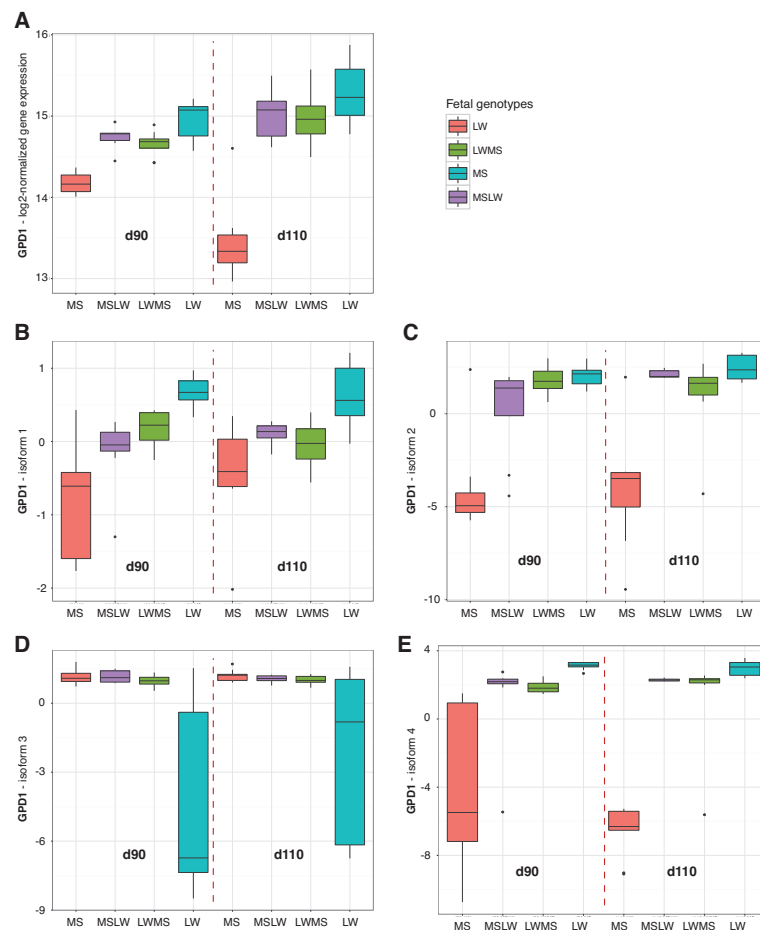 A
GPD1 - log2-normalized gene expression
16
15
14
13
d90
d110
MS MSLW LWMS LW MS MSLW LWMS LW
Fetal genotypes
LW
LWMS
MS
MSLW
B
GPD1 - isoform 1
1
0
-1
-2
d90
d110
MS MSLW LWMS LW MS MSLW LWMS LW
C
GPD1 - isoform 2
0
-5
-10
d90
d110
MS MSLW LWMS LW MS MSLW LWMS LW
D
GPD1 - isoform 3
0
-3
-6
-9
d90
d110
MS MSLW LWMS LW MS MSLW LWMS LW
E
GPD1 - isoform 4
4
0
-4
-8
d90
d110
MS MSLW LWMS LW MS MSLW LWMS LW